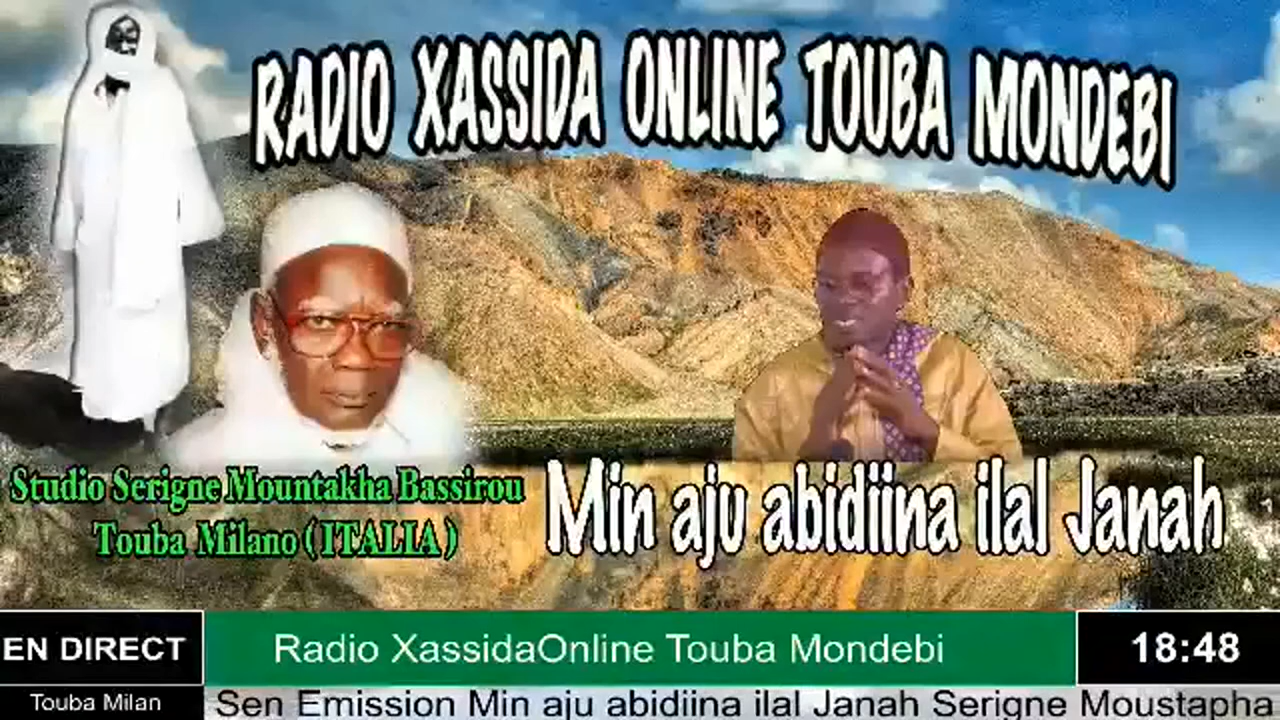 RADIO XASSIDA ONLINE TOUBA MONDEBI
Studio Serigne Mountakha Bassirou
Touba Milano ( ITALIA )
Min aju abidiina ilal Janah
EN DIRECT
Radio XassidaOnline Touba Mondebi
18:48
Touba Milan
Sen Emission Min aju abidiina ilal Janah Serigne Moustapha